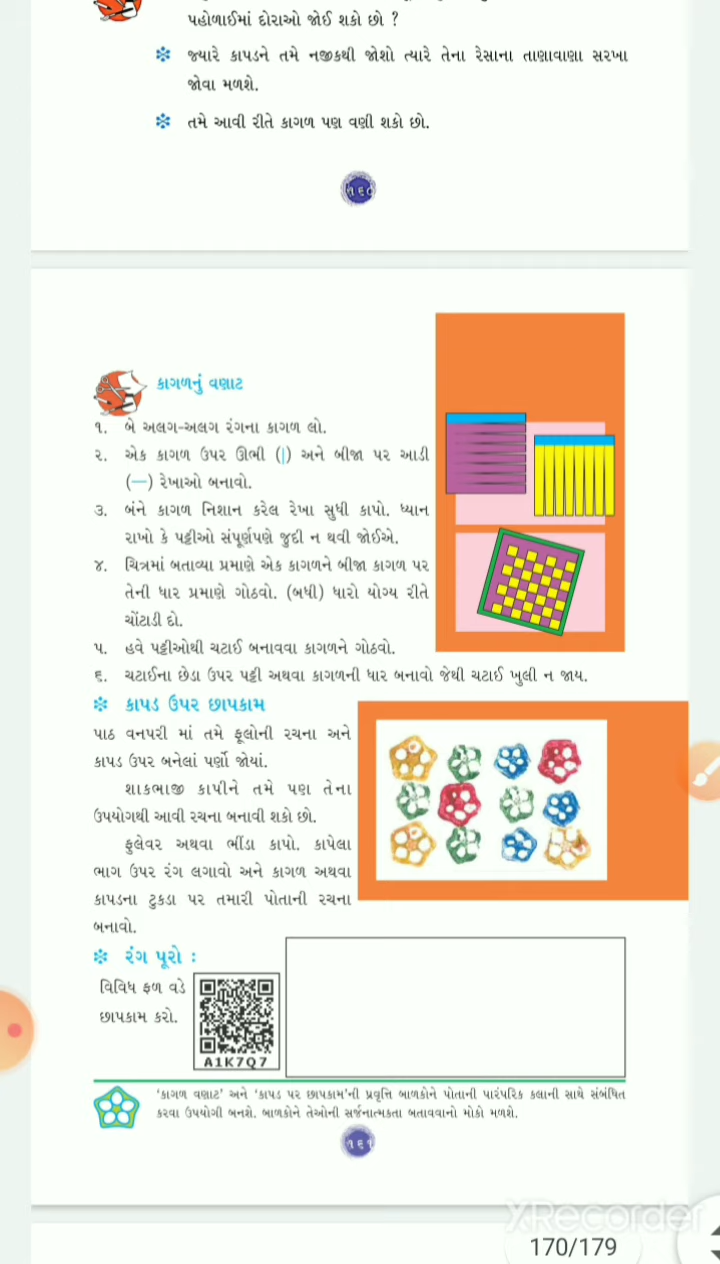 પહોળાઈમાં દોરાઓ જોઈ શકો છો ?
જ્યારે કાપડને તમે નજીકથી જોશો ત્યારે તેના રેસાના તાણાવાણા સરખા
જોવા મળશે.
તમે આવી રીતે કાગળ પણ વણી શકો છો.
૧૬૦
કાગળનું વણાટ
૧. બે અલગ-અલગ રંગના કાગળ લો.
૨. એક કાગળ ઉપર ઊભી (|) અને બીજા પર આડી
(—) રેખાઓ બનાવો.
૩. બંને કાગળ નિશાન કરેલ રેખા સુધી કાપો. ધ્યાન
રાખો કે પટ્ટીઓ સંપૂર્ણપણે જુદી ન થવી જોઈએ.
૪. ચિત્રમાં બતાવ્યા પ્રમાણે એક કાગળને બીજા કાગળ પર
તેની ધાર પ્રમાણે ગોઠવો. (બધી) ધારો યોગ્ય રીતે
ચોંટાડી દો.
૫. હવે પટ્ટીઓથી ચટાઈ બનાવવા કાગળને ગોઠવો.
૬. ચટાઈના છેડા ઉપર પટ્ટી અથવા કાગળની ધાર બનાવો જેથી ચટાઈ ખુલી ન જાય.
કાપડ ઉપર છાપકામ
પાઠ વનપરી માં તમે ફૂલોની રચના અને
કાપડ ઉપર બનેલાં પર્ણો જોયાં.
શાકભાજી કાપીને તમે પણ તેના
ઉપયોગથી આવી રચના બનાવી શકો છો.
ફુલેવર અથવા ભીંડા કાપો. કાપેલા
ભાગ ઉપર રંગ લગાવો અને કાગળ અથવા
કાપડના ટુકડા પર તમારી પોતાની રચના
બનાવો.
રંગ પૂરો :
વિવિધ ફળ વડે
છાપકામ કરો.
A1K7Q7
'કાગળ વણાટ' અને 'કાપડ પર છાપકામ'ની પ્રવૃત્તિ બાળકોને પોતાની પારંપરિક કલાની સાથે સંબંધિત
કરવા ઉપયોગી બનશે. બાળકોને તેઓની સર્જનાત્મકતા બતાવવાનો મોકો મળશે.
૧૬૧
XRecorder
170/179